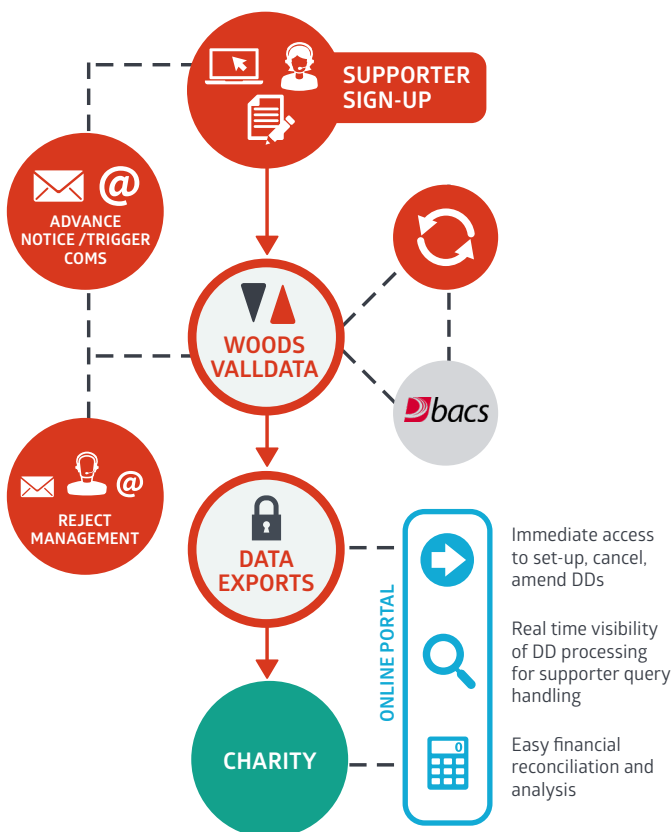 SUPPORTER
SIGN-UP
@
ADVANCE
NOTICE /TRIGGER
COMS
WOODS
VALLDATA
bacs
@
REJECT
MANAGEMENT
DATA
EXPORTS
ONLINE PORTAL
Immediate access
to set-up, cancel,
amend DDs
Real time visibility
of DD processing
for supporter query
handling
0
Easy financial
reconciliation and
analysis
CHARITY